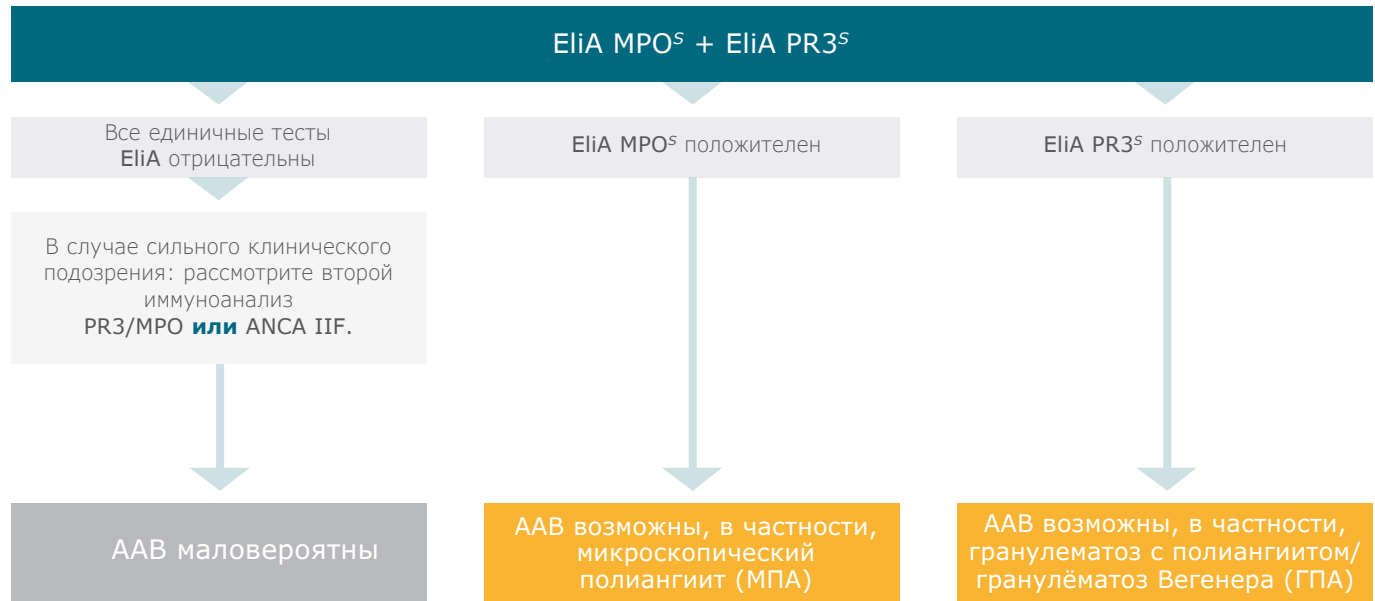 EliA MPOˢ + EliA PR3ˢ
Все единичные тесты
EliA отрицательны
EliA MPOˢ положителен
EliA PR3ˢ положителен
В случае сильного клинического
подозрения: рассмотрите второй
иммуноанализ
PR3/MPO или ANCA IIF.
ААВ маловероятны
ААВ возможны, в частности,
микроскопический
полиангиит (МПА)
ААВ возможны, в частности,
гранулематоз с полиангиитом/
гранулёматоз Вегенера (ГПА)